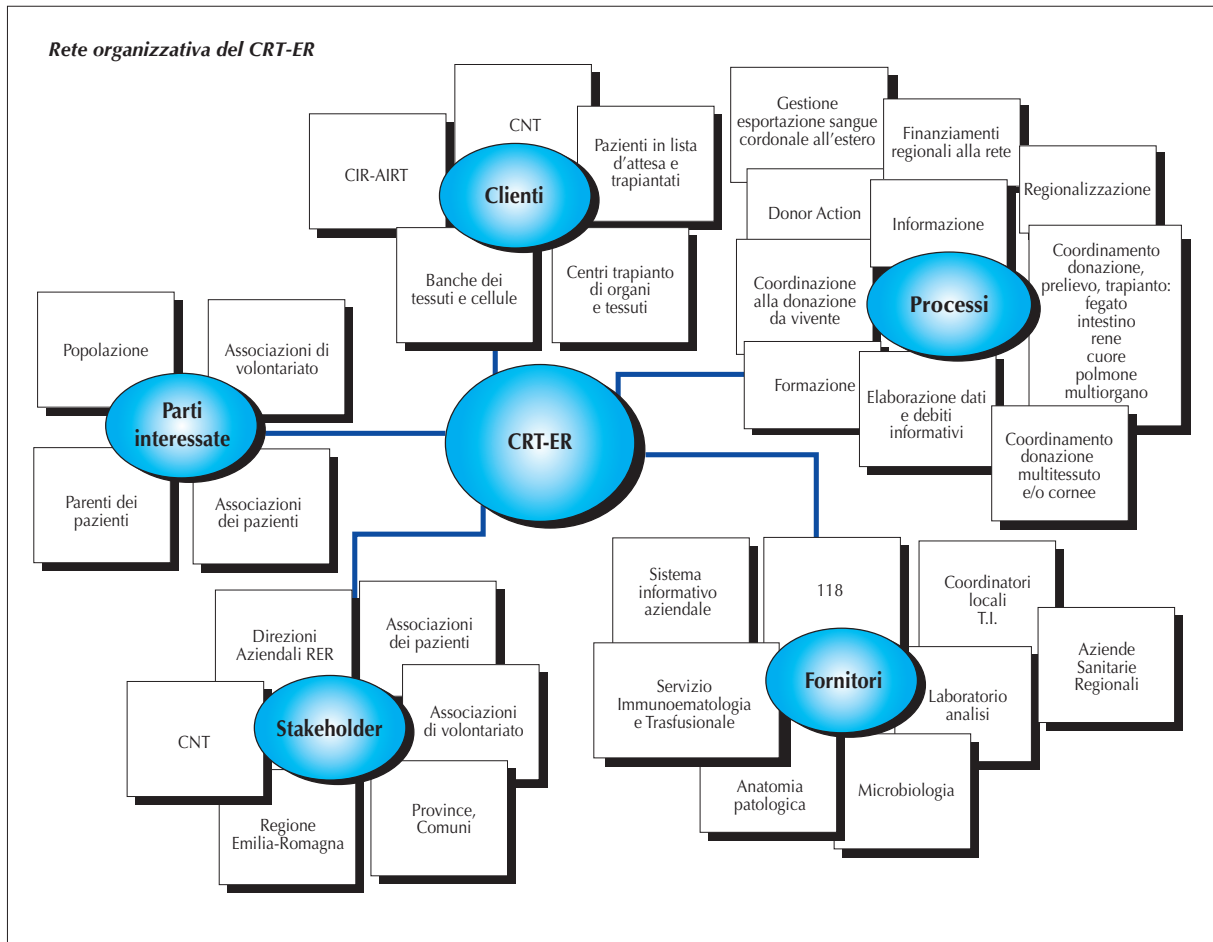 Rete organizzativa del CRT-ER
CNT
CIR-AIRT
Pazienti in lista
d'attesa e
trapiantati
Clienti
Banche dei
tessuti e cellule
Centri trapianto
di organi
e tessuti
Gestione
esportazione sangue
cordonale all'estero
Finanziamenti
regionali alla rete
Regionalizzazione
Donor Action
Informazione
Coordinazione
alla donazione
da vivente
Processi
Coordinamento
donazione,
prelievo, trapianto:
fegato
intestino
rene
cuore
polmone
multiorgano
Formazione
Elaborazione dati
e debiti
informativi
Coordinamento
donazione
multitessuto
e/o cornee
Popolazione
Associazioni di
volontariato
Parti
interessate
Parenti dei
pazienti
Associazioni
dei pazienti
CRT-ER
Direzioni
Aziendali RER
Associazioni
dei pazienti
CNT
Stakeholder
Associazioni
di volontariato
Regione
Emilia-Romagna
Province,
Comuni
Sistema
informativo
aziendale
118
Coordinatori
locali
T.I.
Aziende
Sanitarie
Regionali
Servizio
Immunoematologia
e Trasfusionale
Fornitori
Laboratorio
analisi
Anatomia
patologica
Microbiologia